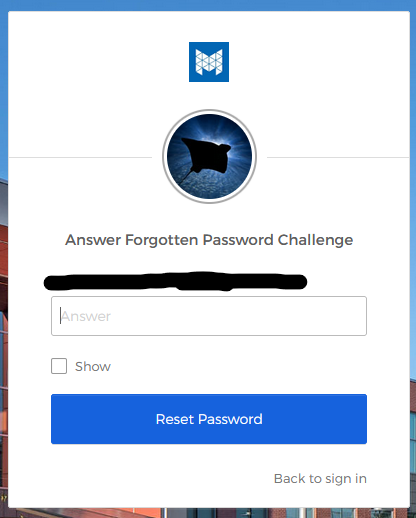 Answer Forgotten Password Challenge
Answer
Show
Reset Password
Back to sign in